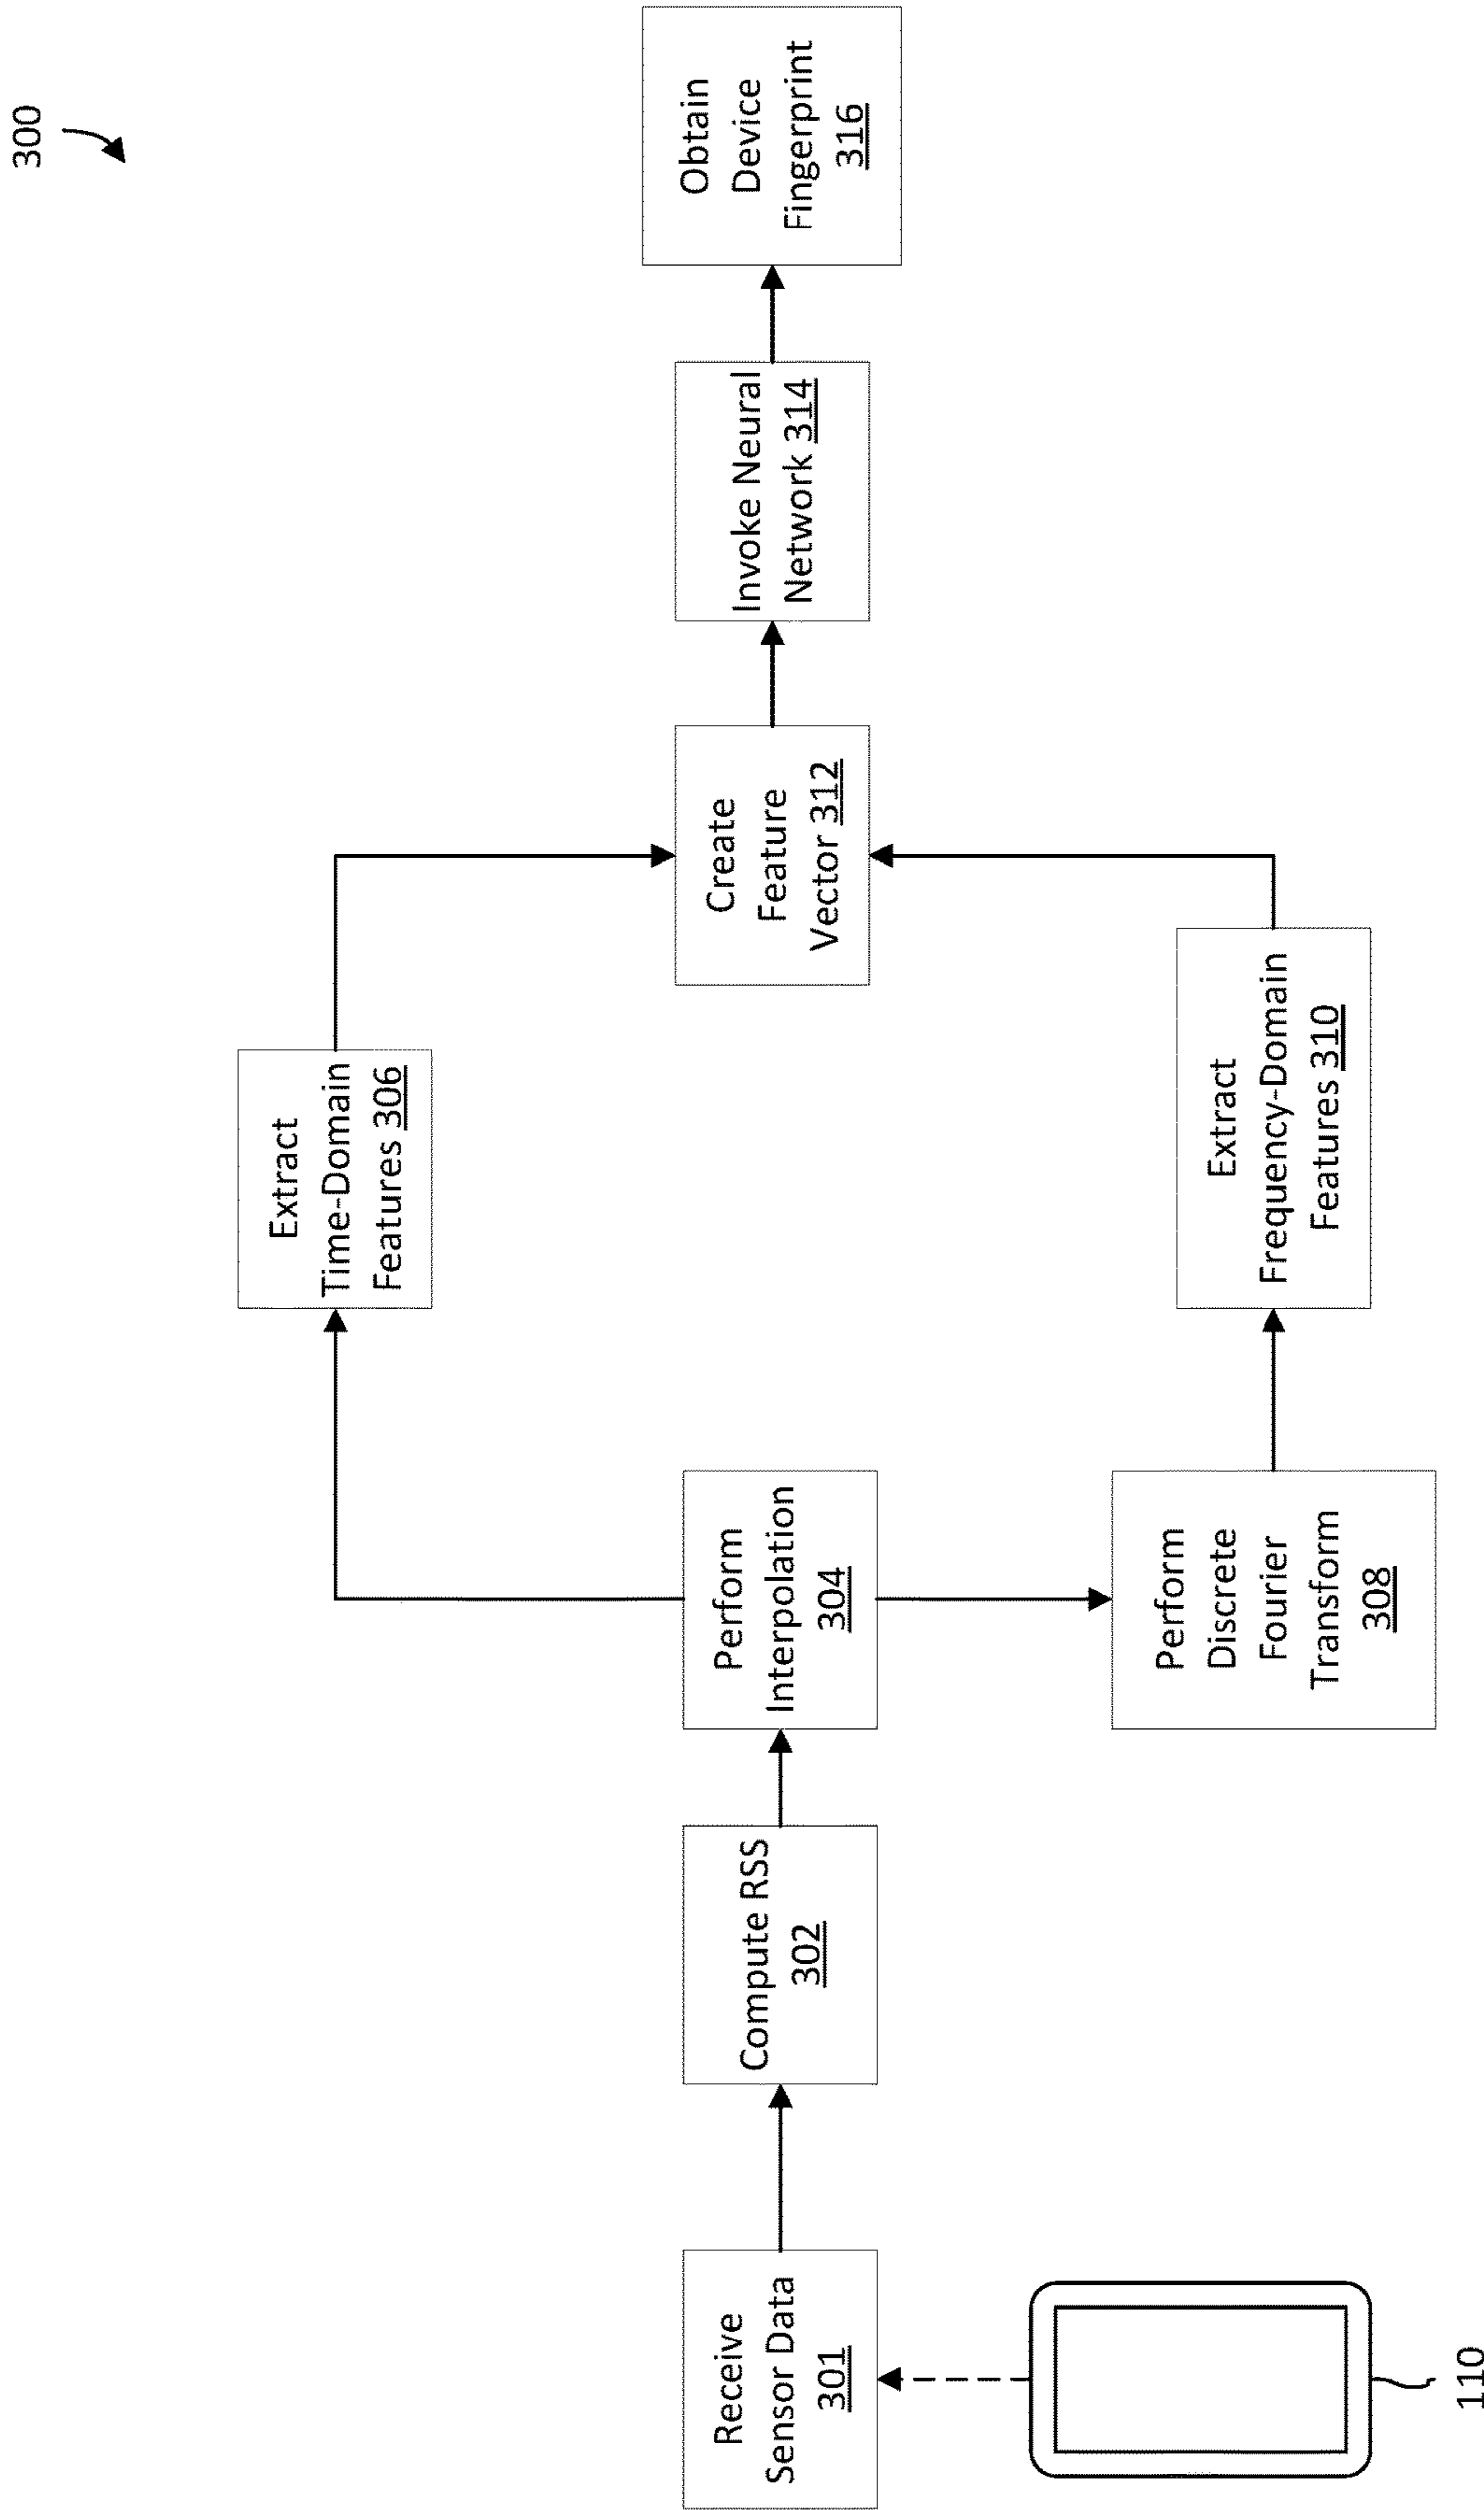 300
Receive
Sensor Data
301
110
Compute RSS
302
Perform
Interpolation
304
Extract
Time-Domain
Features 306
Perform
Discrete
Fourier
Transform
308
Extract
Frequency-Domain
Features 310
Create
Feature
Vector 312
Invoke Neural
Network 314
Obtain
Device
Fingerprint
316